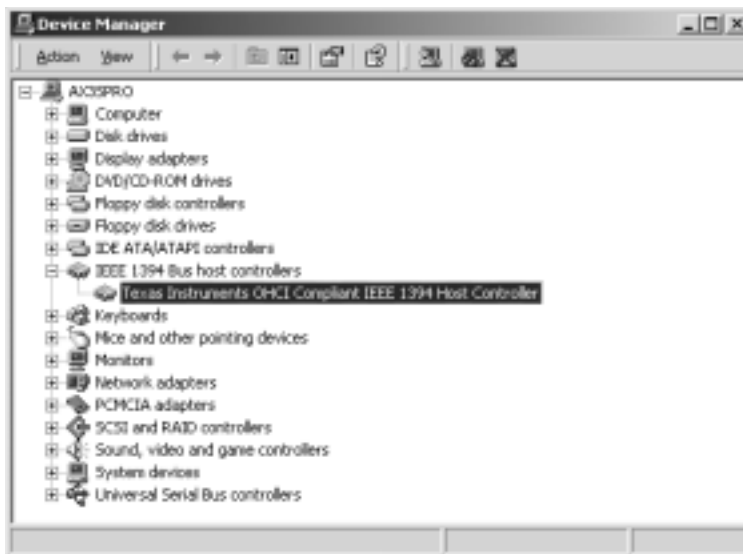 Device Manager
Action View
AXISPRO
Computer
Disk drives
Display adapters
DVD/CD-ROM drives
Floppy disk controllers
Floppy disk drives
IDE ATA/ATAPI controllers
IEEE 1394 Bus host controllers
Texas Instruments OHCI Compliant IEEE 1394 Host Controller
Keyboards
Mice and other pointing devices
Monitors
Network adapters
PCMCIA adapters
SCSI and RAID controllers
Sound, video and game controllers
System devices
Universal Serial Bus controllers